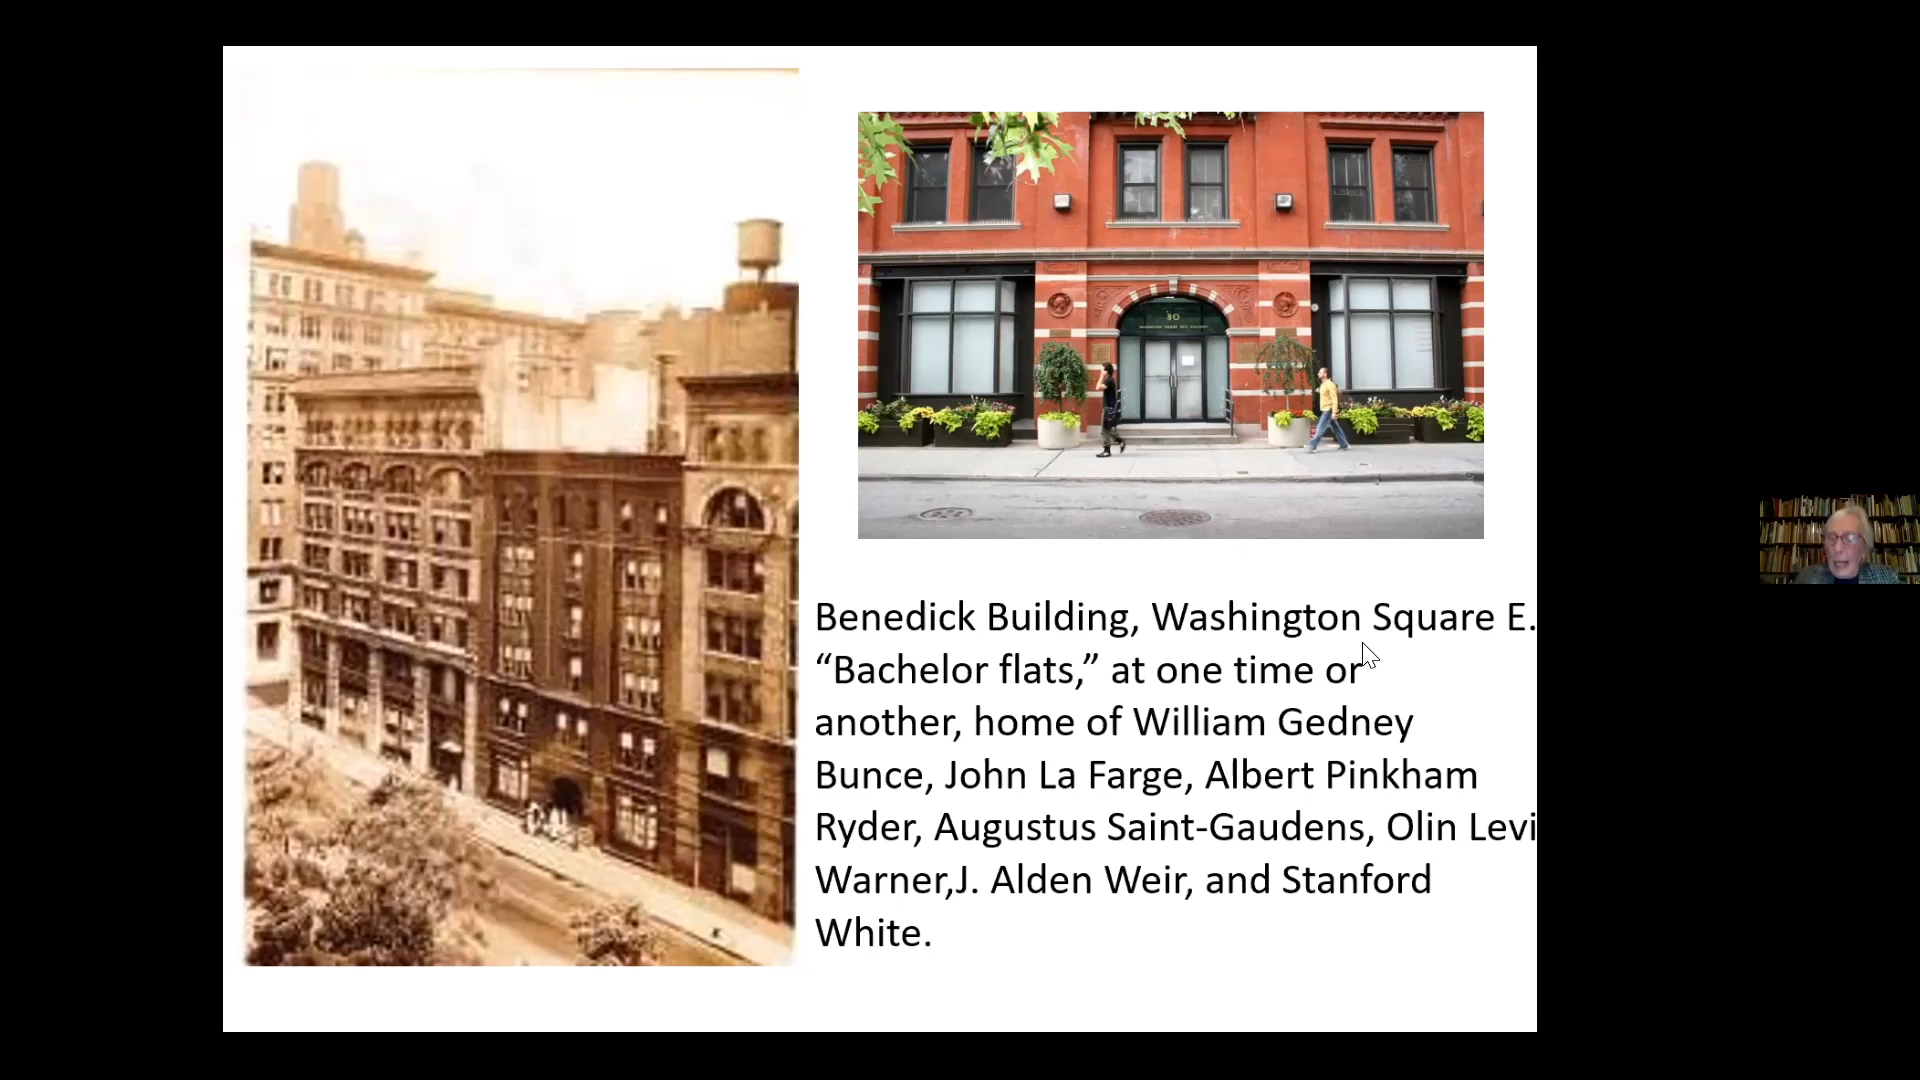 80
Benedick Building, Washington Square E.
“Bachelor flats,” at one time or
another, home of William Gedney
Bunce, John La Farge, Albert Pinkham
Ryder, Augustus Saint-Gaudens, Olin Levi
Warner,J. Alden Weir, and Stanford
White.